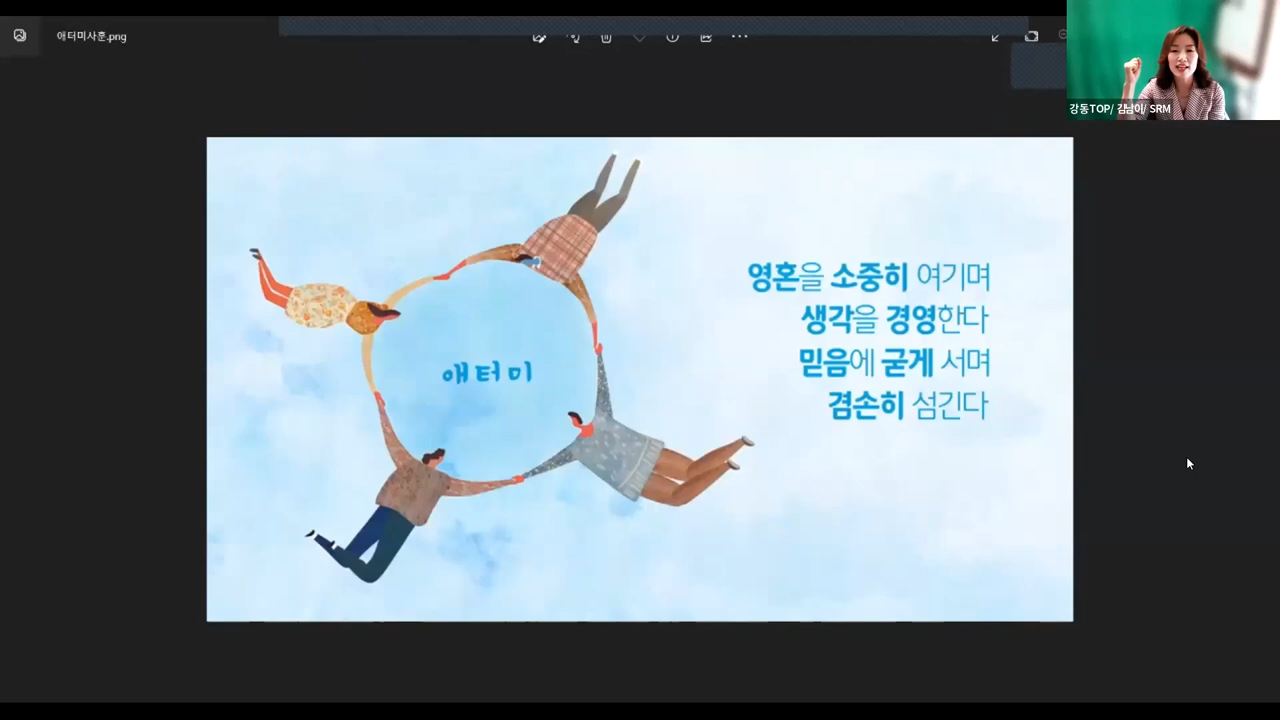 애터미사훈.png
강동TOP/ 김남이/ SRM
영혼을 소중히 여기며
생각을 경영한다
믿음에 굳게 서며
겸손히 섬긴다
애터미